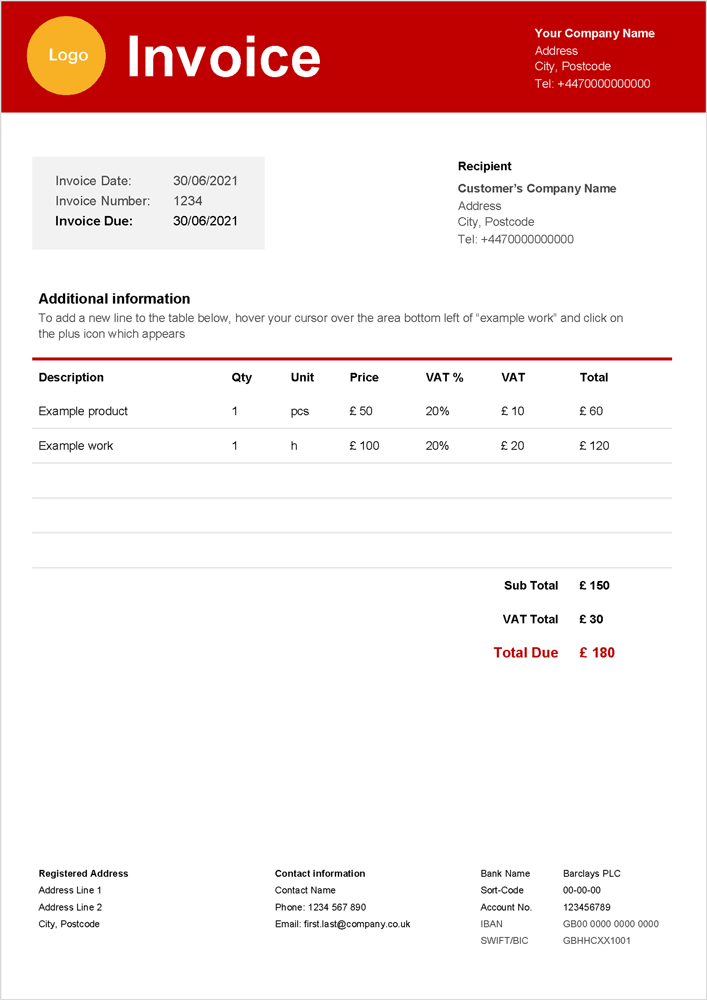 Logo
Invoice
Your Company Name
Address
City, Postcode
Tel: +4470000000000
Invoice Date: 30/06/2021
Invoice Number: 1234
Invoice Due: 30/06/2021
Recipient
Customer's Company Name
Address
City, Postcode
Tel: +4470000000000
Additional information
To add a new line to the table below, hover your cursor over the area bottom left of “example work” and click on
the plus icon which appears
Description Qty Unit Price VAT % VAT Total
Example product 1 pcs £ 50 20% £ 10 £ 60
Example work 1 h £ 100 20% £ 20 £ 120
Sub Total £ 150
VAT Total £ 30
Total Due £ 180
Registered Address
Address Line 1
Address Line 2
City, Postcode
Contact information
Contact Name
Phone: 1234 567 890
Email: first.last@company.co.uk
Bank Name Barclays PLC
Sort-Code 00-00-00
Account No. 123456789
IBAN GB00 0000 0000 0000
SWIFT/BIC GBHHCXX1001